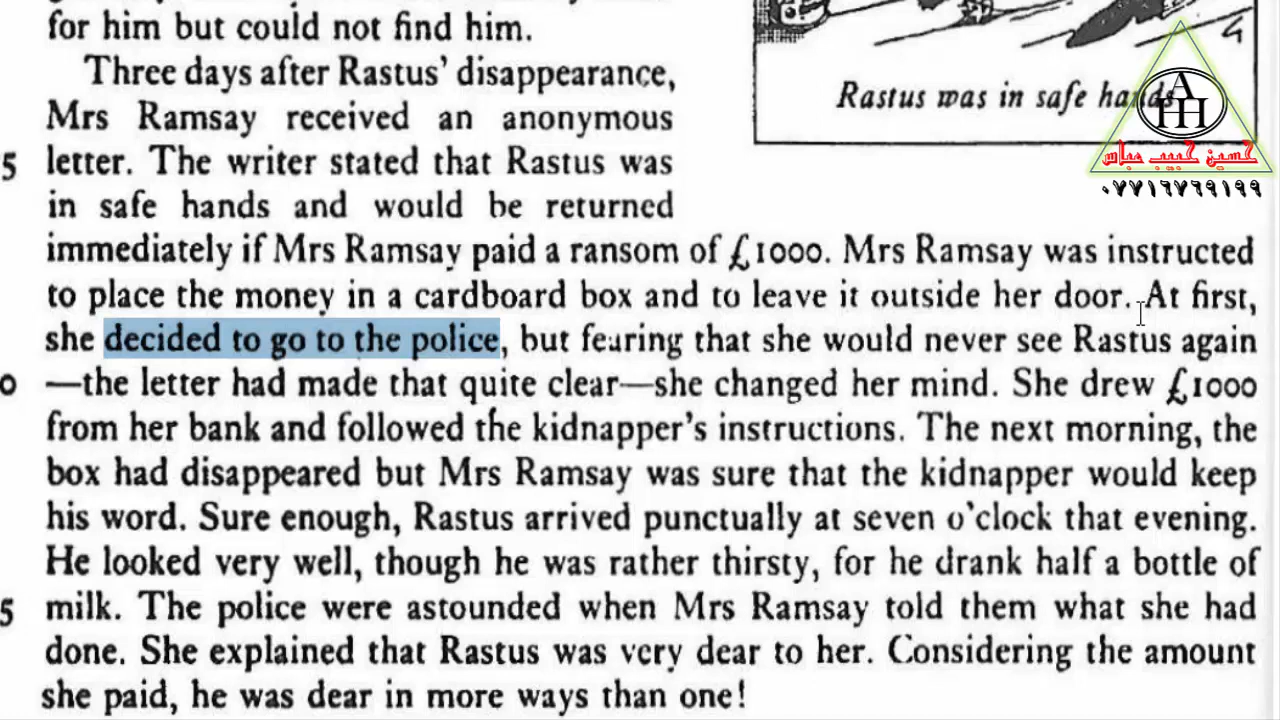 for him but could not find him.
Three days after Rastus' disappearance,
Mrs Ramsay received an anonymous
5 letter. The writer stated that Rastus was
in safe hands and would be returned
immediately if Mrs Ramsay paid a ransom of £1000. Mrs Ramsay was instructed
to place the money in a cardboard box and to leave it outside her door. At first,
she decided to go to the police, but fearing that she would never see Rastus again
0 —the letter had made that quite clear—she changed her mind. She drew £1000
from her bank and followed the kidnapper's instructions. The next morning, the
box had disappeared but Mrs Ramsay was sure that the kidnapper would keep
his word. Sure enough, Rastus arrived punctually at seven o'clock that evening.
He looked very well, though he was rather thirsty, for he drank half a bottle of
5 milk. The police were astounded when Mrs Ramsay told them what she had
done. She explained that Rastus was very dear to her. Considering the amount
she paid, he was dear in more ways than one!
Rastus was in safe hands
A
HH
حسين حبيب عباس
٠٧٧١٦٧٦٩١٩٩